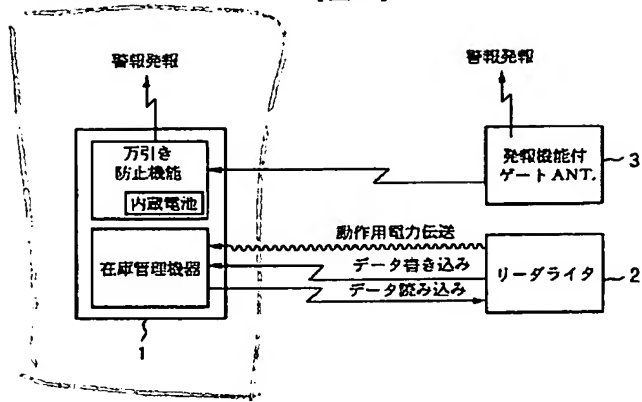 警報発報
警報発報
万引き
防止機能
内蔵電池
発報機能付
ゲートANT.
3
動作用電力伝送
在庫管理機器
データ書き込み
リーダライタ
2
データ読み込み
1